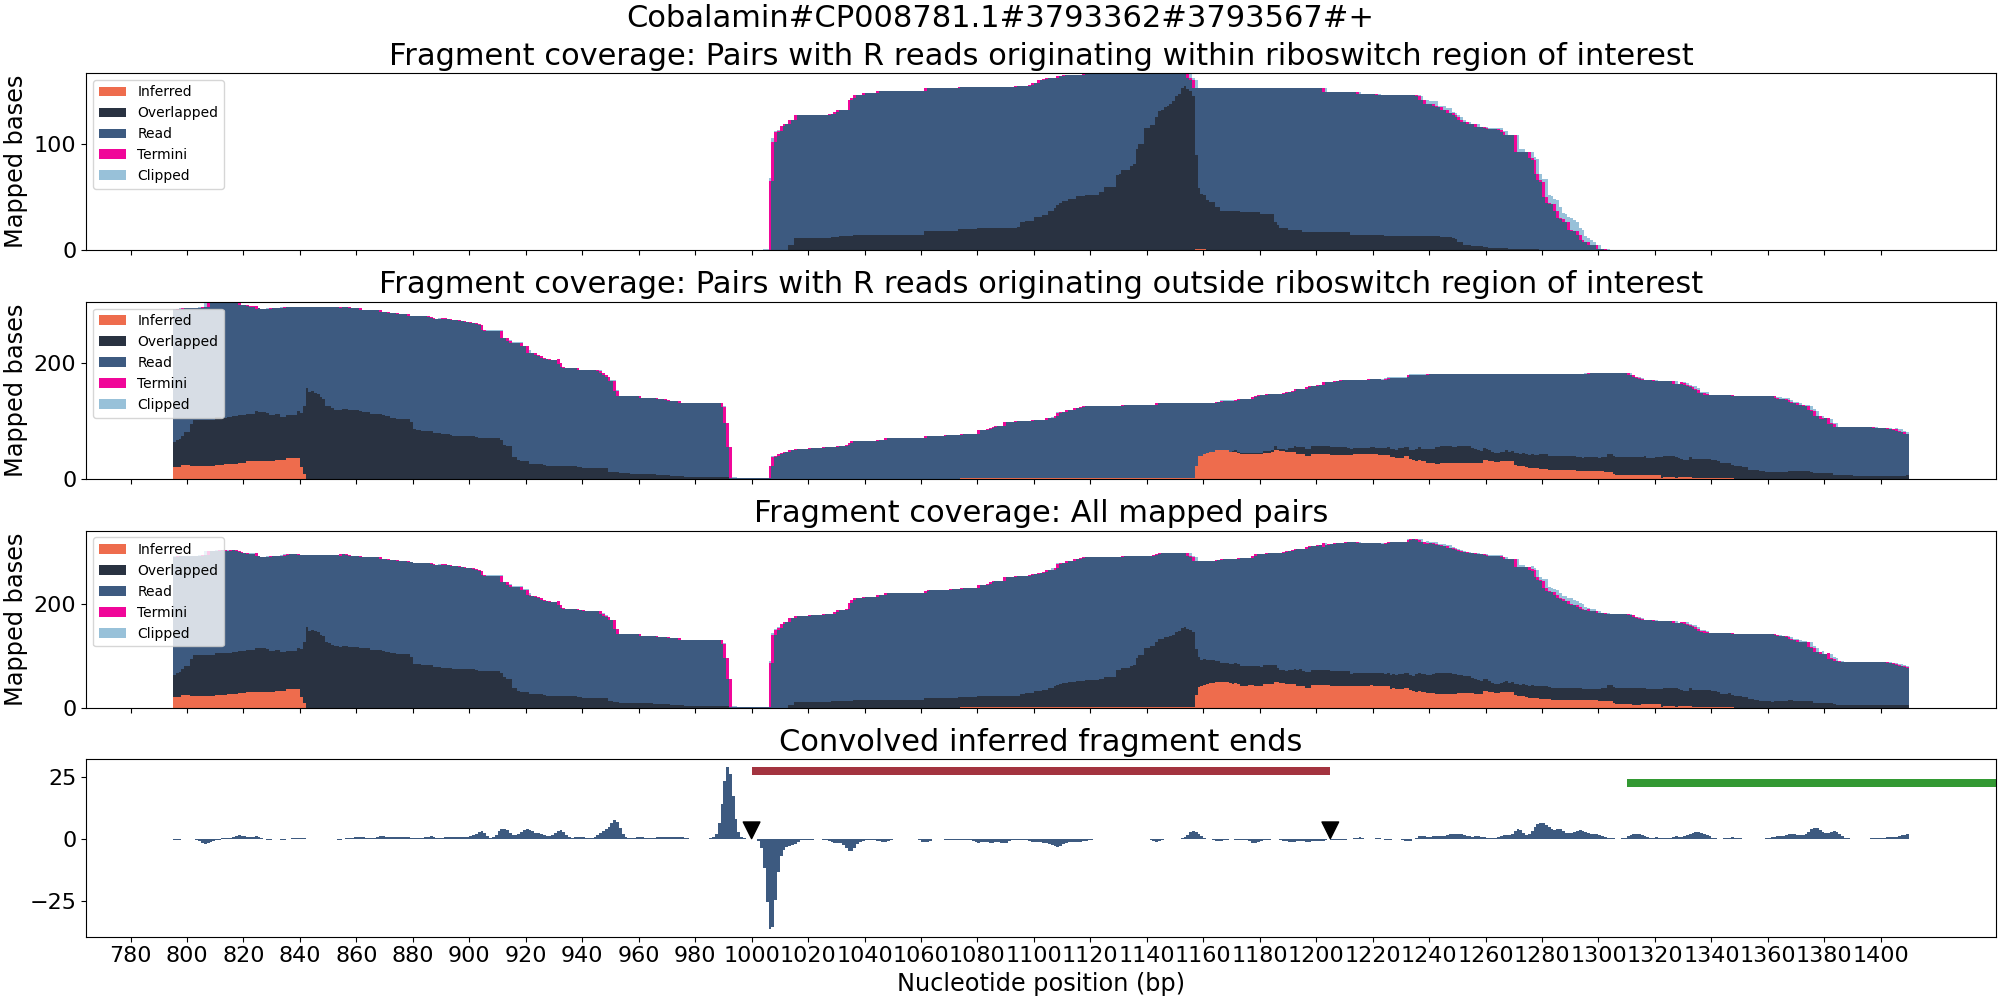 Cobalamin#CP008781.1#3793362#3793567#+
Fragment coverage: Pairs with R reads originating within riboswitch region of interest
Mapped bases
100
0
Inferred
Overlapped
Read
Termini
Clipped
Fragment coverage: Pairs with R reads originating outside riboswitch region of interest
Mapped bases
200
0
Inferred
Overlapped
Read
Termini
Clipped
Fragment coverage: All mapped pairs
Mapped bases
200
0
Inferred
Overlapped
Read
Termini
Clipped
Convolved inferred fragment ends
25
0
−25
780 800 820 840 860 880 900 920 940 960 980 1000 1020 1040 1060 1080 1100 1120 1140 1160 1180 1200 1220 1240 1260 1280 1300 1320 1340 1360 1380 1400
Nucleotide position (bp)